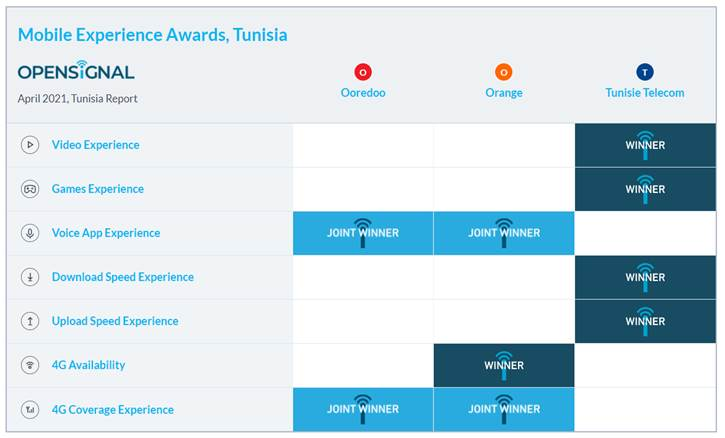 Mobile Experience Awards, Tunisia
OPENSIGNAL
April 2021, Tunisia Report
O O T
Ooredoo Orange Tunisie Telecom
Video Experience WINNER
Games Experience WINNER
Voice App Experience JOINT WINNER JOINT WINNER
Download Speed Experience WINNER
Upload Speed Experience WINNER
4G Availability WINNER
4G Coverage Experience JOINT WINNER JOINT WINNER